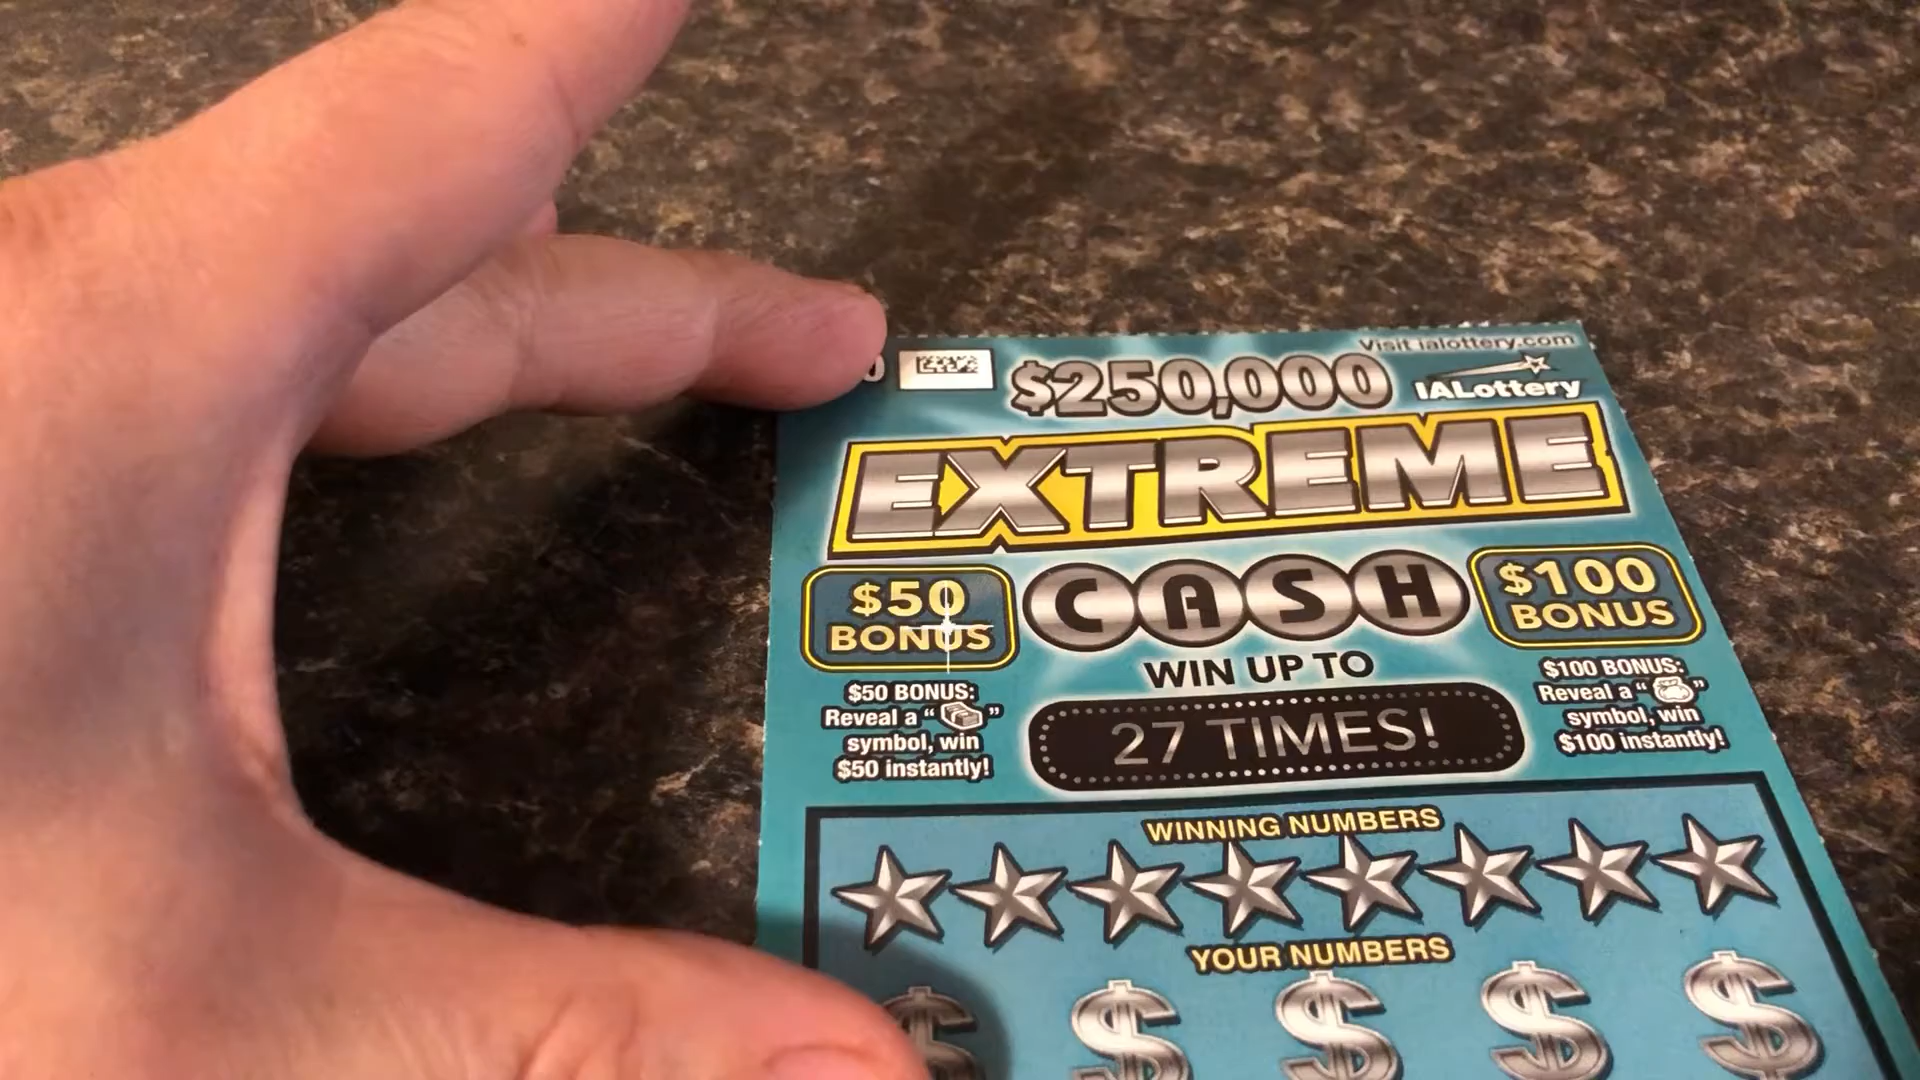 Visit ialottery.com
0
$250,000
IALottery
EXTREME
CASH
$50
BONUS
$100
BONUS
WIN UP TO
27 TIMES!
$50 BONUS:
Reveal a " "
symbol, win
$50 instantly!
$100 BONUS:
Reveal a " "
symbol, win
$100 instantly!
WINNING NUMBERS
YOUR NUMBERS
$ $ $ $ $